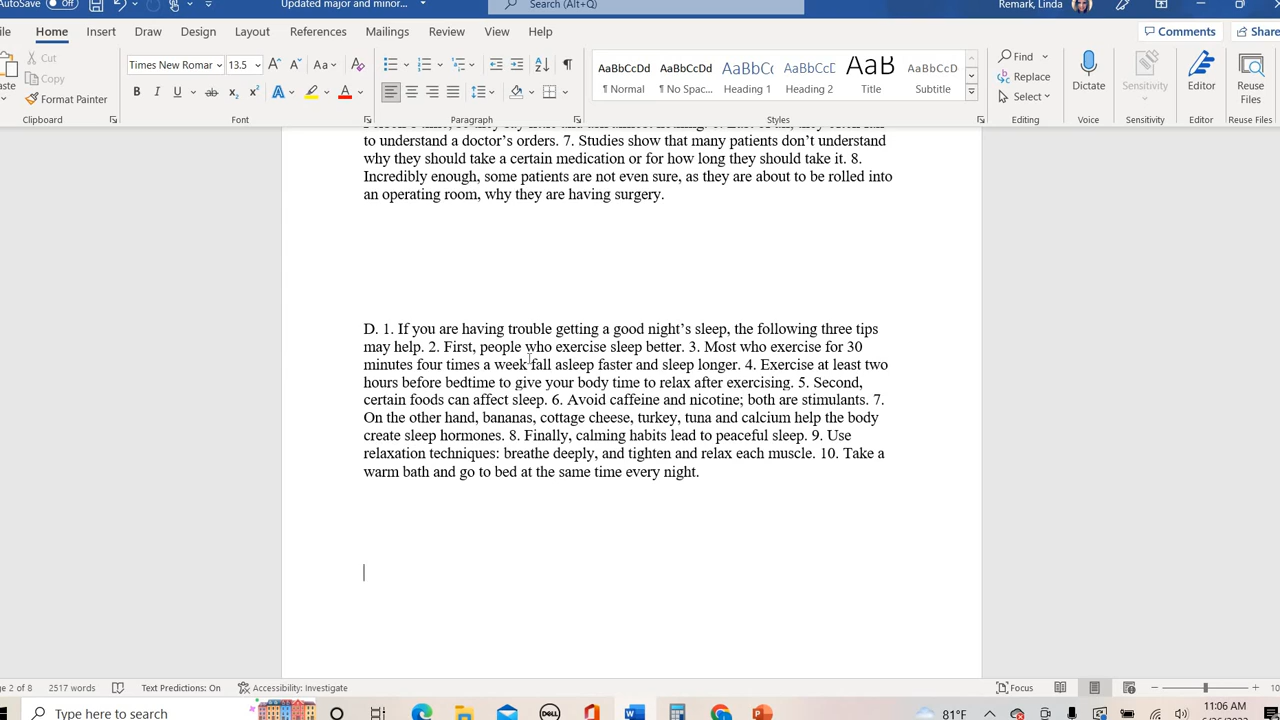 AutoSave Off Updated major and minor... Search (Alt+Q) Remark, Linda
Home Insert Draw Design Layout References Mailings Review View Help Comments Share
Cut
Copy
Format Painter
Clipboard
Times New Roman 13.5
Font
Paragraph
AaBbCcDd AaBbCcDd AaBbCc AaBbCcD AaB AaBbCcD
¶ Normal ¶ No Spac... Heading 1 Heading 2 Title Subtitle
Styles
Find
Replace
Select
Editing
Dictate
Voice
Sensitivity
Sensitivity
Editor
Editor
Reuse
Files
Reuse Files
to understand a doctor’s orders. 7. Studies show that many patients don’t understand
why they should take a certain medication or for how long they should take it. 8.
Incredibly enough, some patients are not even sure, as they are about to be rolled into
an operating room, why they are having surgery.
D. 1. If you are having trouble getting a good night’s sleep, the following three tips
may help. 2. First, people who exercise sleep better. 3. Most who exercise for 30
minutes four times a week fall asleep faster and sleep longer. 4. Exercise at least two
hours before bedtime to give your body time to relax after exercising. 5. Second,
certain foods can affect sleep. 6. Avoid caffeine and nicotine; both are stimulants. 7.
On the other hand, bananas, cottage cheese, turkey, tuna and calcium help the body
create sleep hormones. 8. Finally, calming habits lead to peaceful sleep. 9. Use
relaxation techniques: breathe deeply, and tighten and relax each muscle. 10. Take a
warm bath and go to bed at the same time every night.
2 of 8 2517 words Text Predictions: On Accessibility: Investigate Focus
Type here to search 81°F 11:06 AM